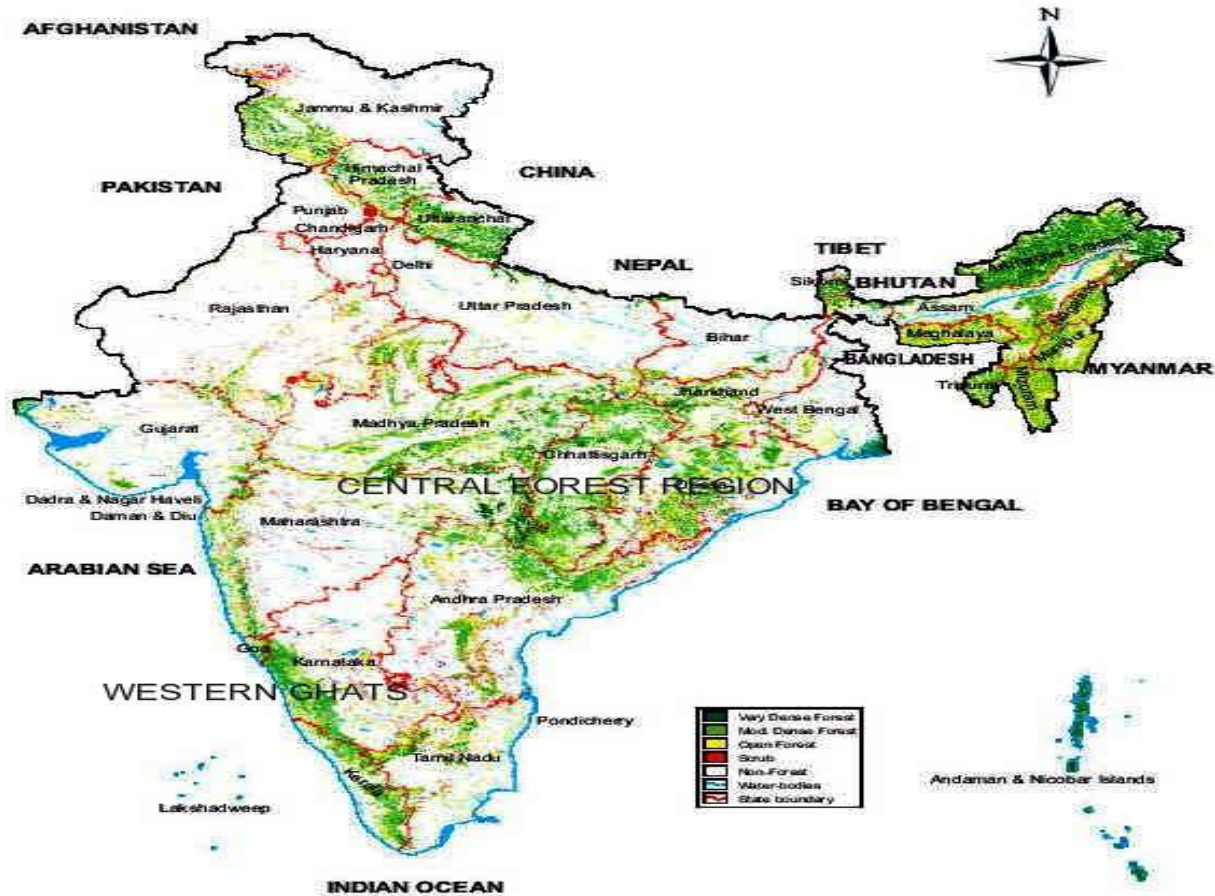 N
AFGHANISTAN
Jammu & Kashmir
CHINA
PAKISTAN
Himachal
Pradesh
Punjab
Chandigarh
Uttaranchal
Haryana
Delhi
TIBET
NEPAL
BHUTAN
Rajasthan
Uttar Pradesh
Assam
Bihar
Meghalaya
BANGLADESH
MYANMAR
Jharkhand
Tripura
Mizoram
West Bengal
Gujarat
Madhya Pradesh
Chhattisgarh
CENTRAL FOREST REGION
Dadra & Nagar Haveli
Daman & Diu
Maharashtra
BAY OF BENGAL
ARABIAN SEA
Andhra Pradesh
Goa
Karnataka
WESTERN GHATS
Pondicherry
Very Dense Forest
Mod. Dense Forest
Open Forest
Scrub
Non-Forest
Water-bodies
State boundary
Tamil Nadu
Kerala
Andaman & Nicobar Islands
Lakshadweep
INDIAN OCEAN